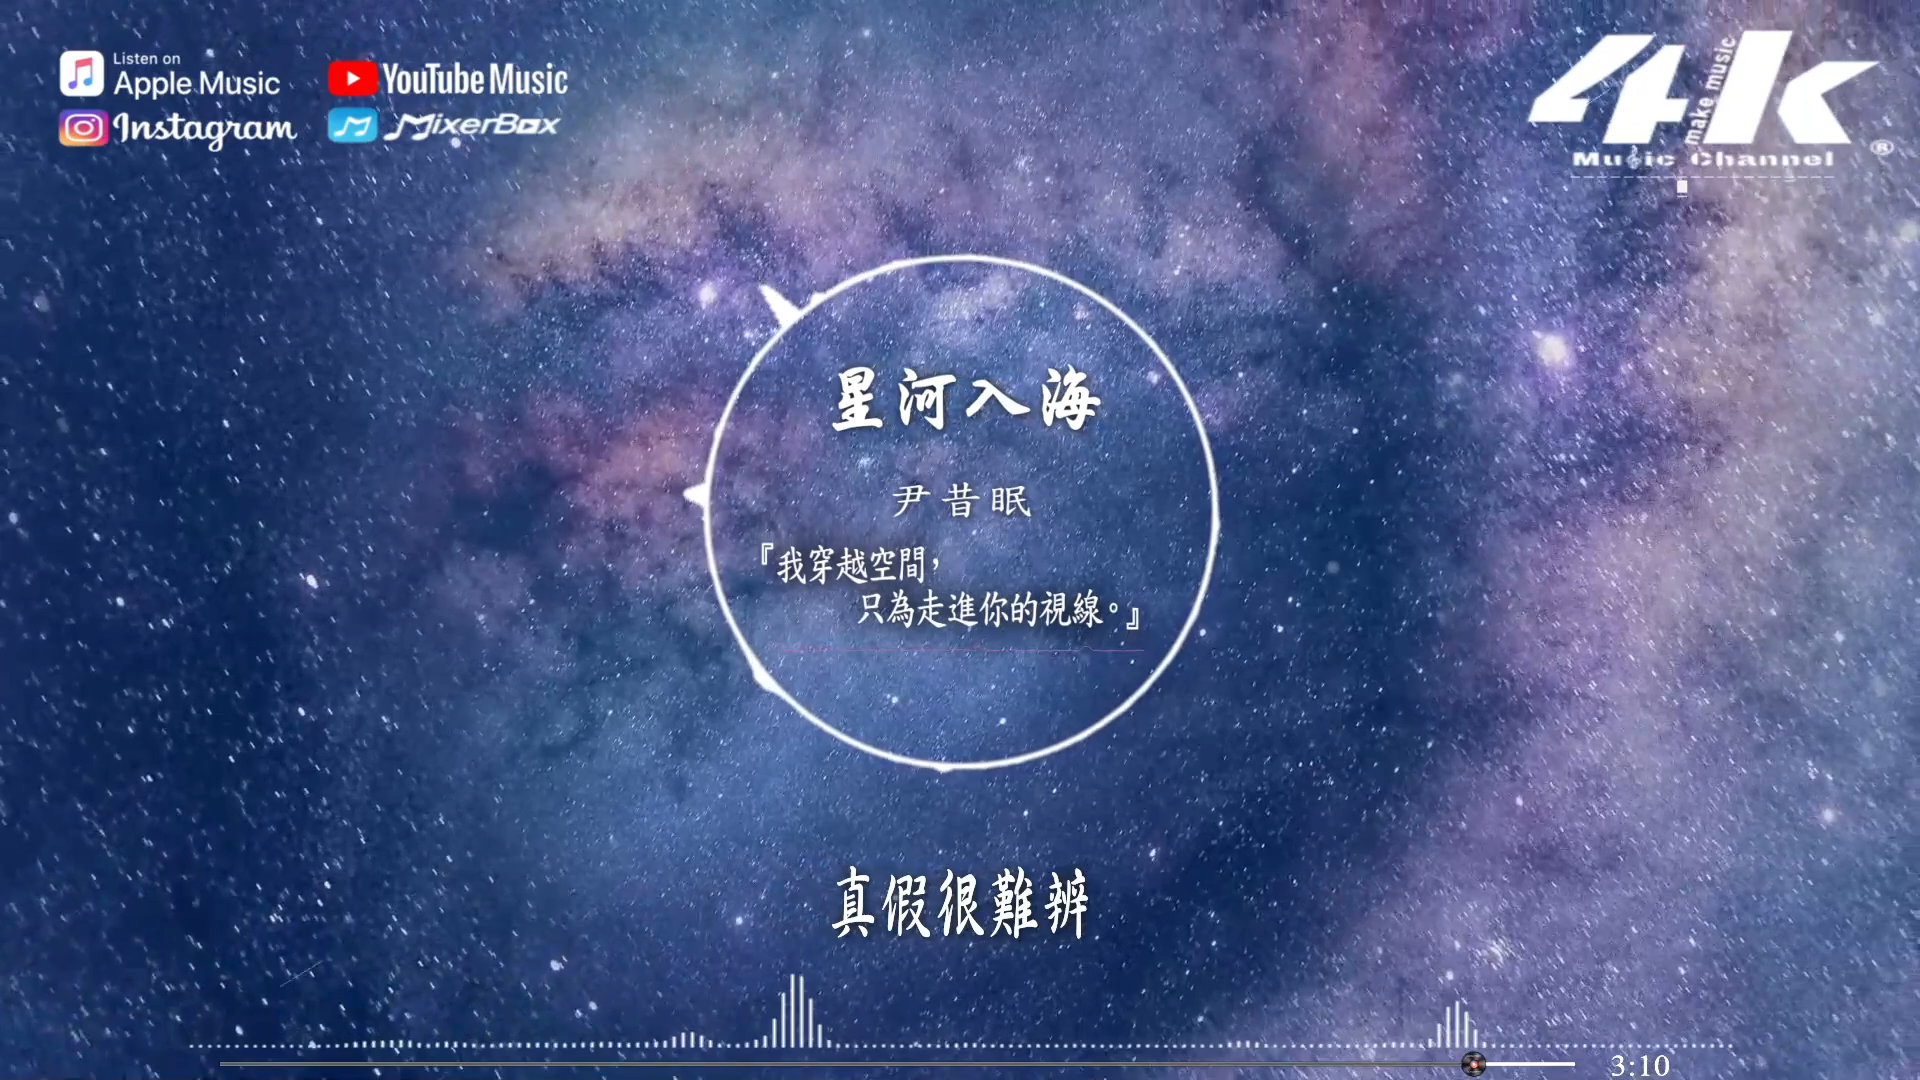 Listen on
Apple Music
YouTube Music
Instagram
MixerBox
4k
make music
Music Channel
®
星河入海
尹昔眠
『我穿越空間，
只為走進你的視線。』
真假很難辨
3:10